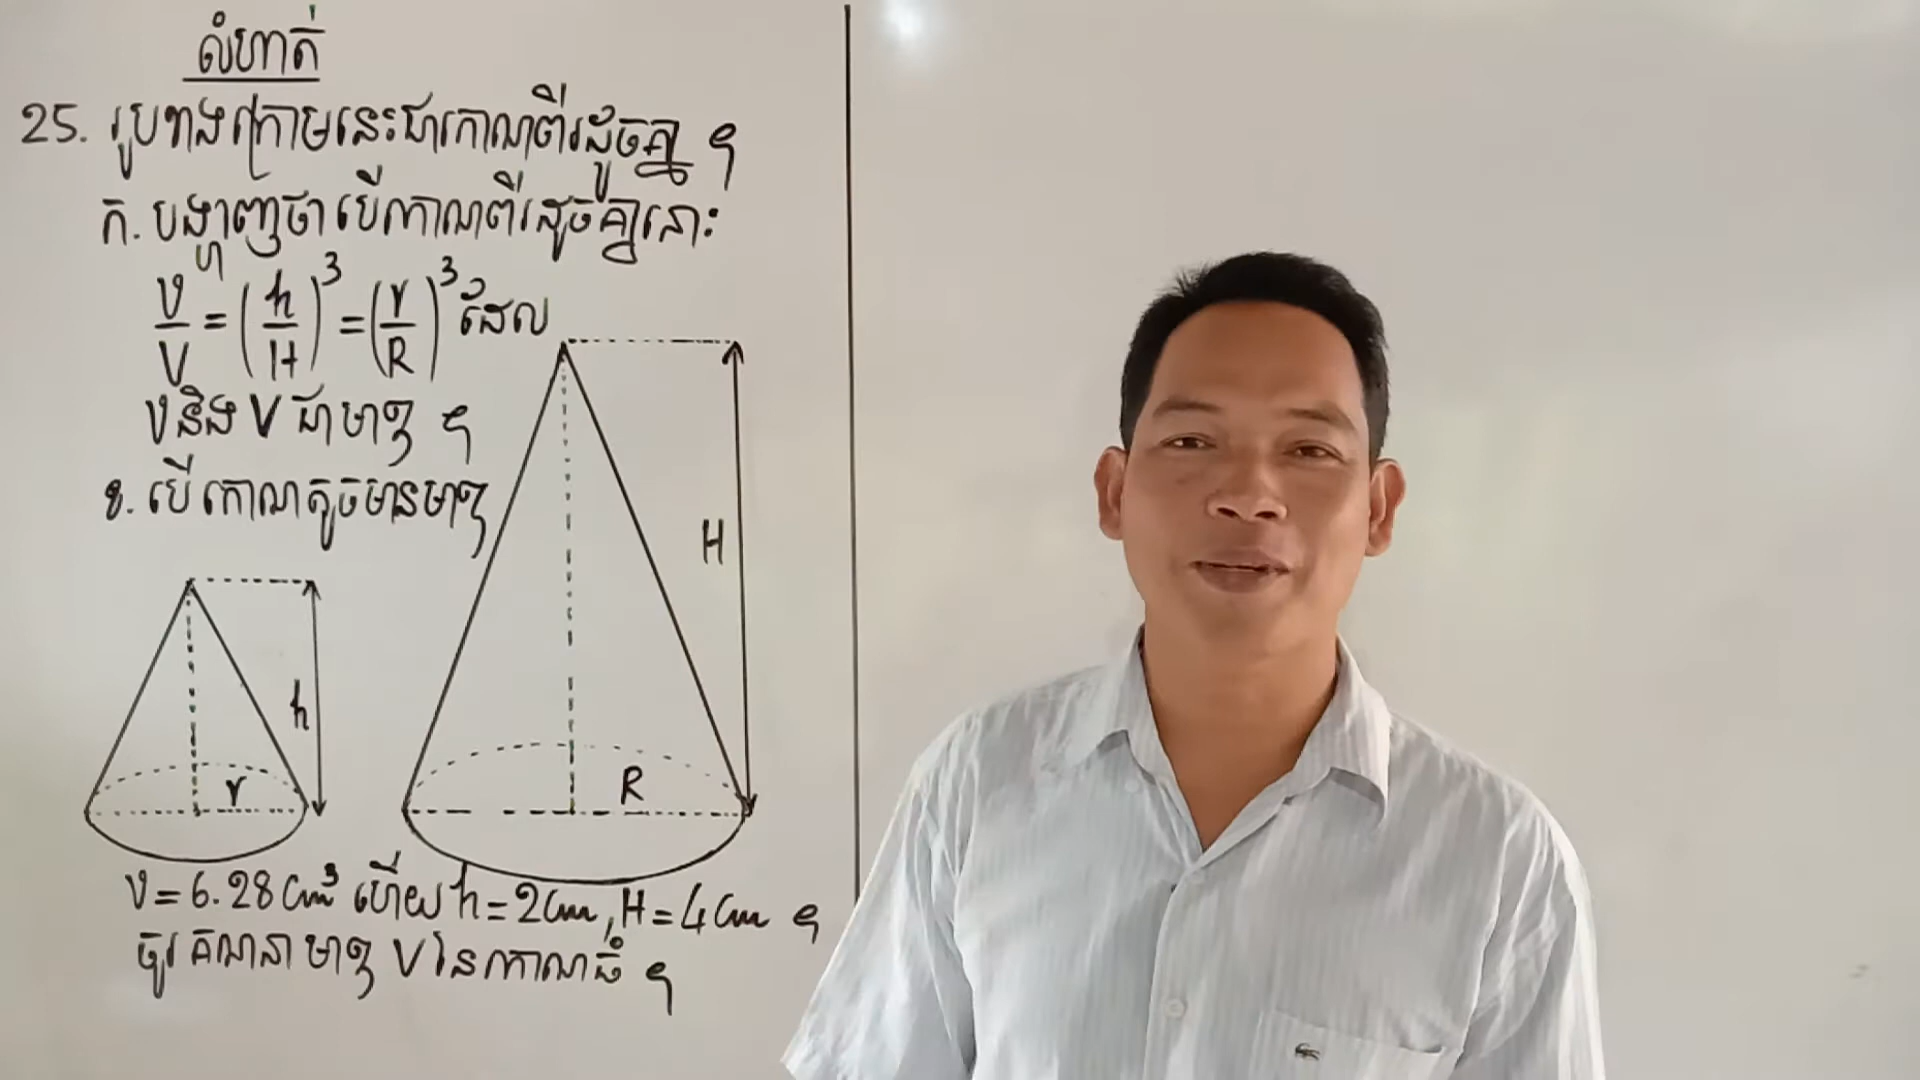 លំហាត់
25. រូបខាងក្រោមនេះជាកោណពីរដូចគ្នា ។
ក. បង្ហាញថា បើកោណពីរដូចគ្នានោះ
v/V = (h/H)³ = (r/R)³ ដែល
v និង V ជាមាឌ ។
ខ. បើកោណតូចមានមាឌ
H
h
R
r
v = 6.28 cm³ ហើយ h = 2cm, H = 4cm ។
ចូរគណនាមាឌ V នៃកោណធំ ។